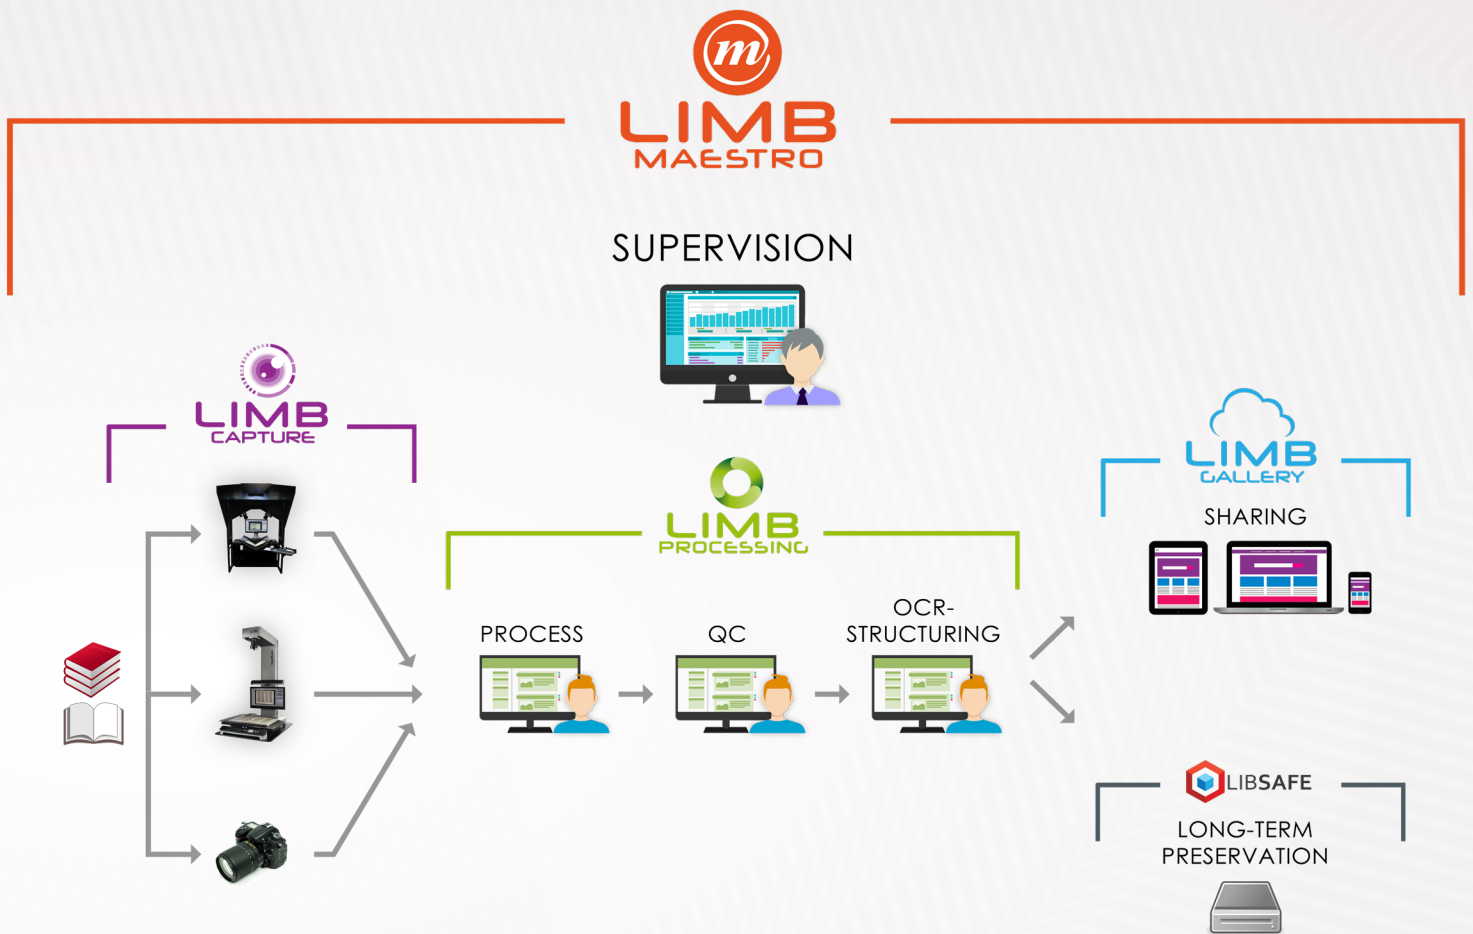 m
LIMB
MAESTRO
SUPERVISION
LIMB
CAPTURE
LIMB
PROCESSING
PROCESS
QC
OCR-
STRUCTURING
LIMB
GALLERY
SHARING
LIBSAFE
LONG-TERM
PRESERVATION